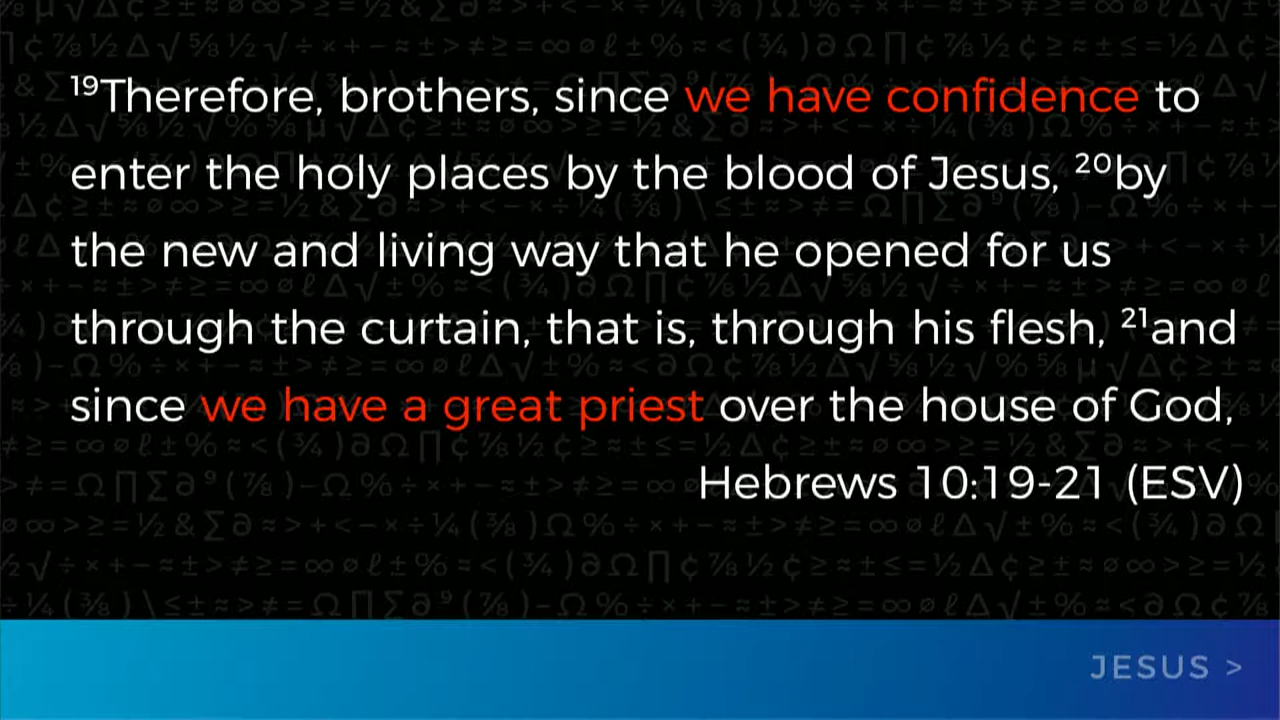 ¹⁹Therefore, brothers, since we have confidence to
enter the holy places by the blood of Jesus, ²⁰by
the new and living way that he opened for us
through the curtain, that is, through his flesh, ²¹and
since we have a great priest over the house of God,
Hebrews 10:19-21 (ESV)
JESUS >